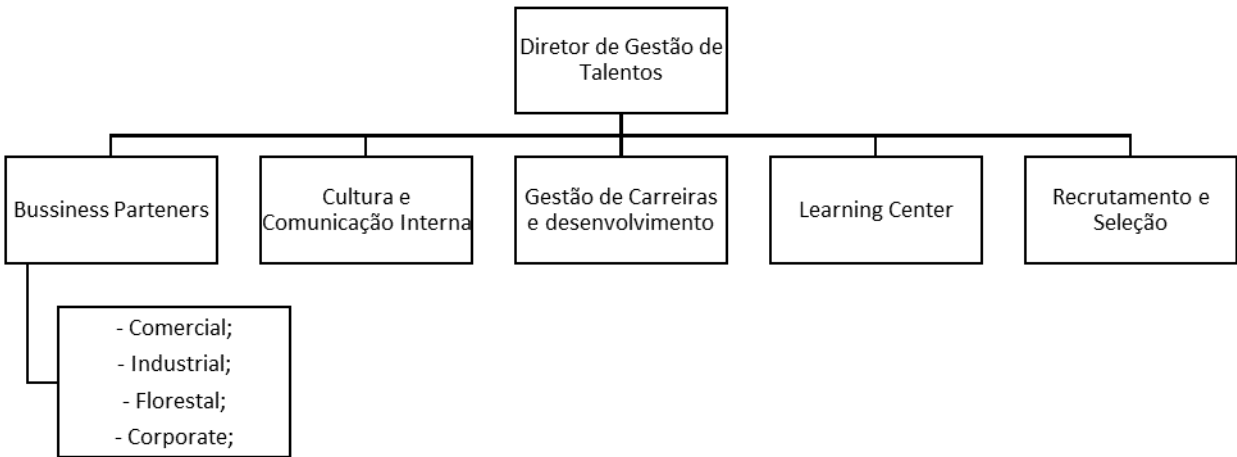 Diretor de Gestão de
Talentos
Bussiness Parteners
Cultura e
Comunicação Interna
Gestão de Carreiras
e desenvolvimento
Learning Center
Recrutamento e
Seleção
- Comercial;
- Industrial;
- Florestal;
- Corporate;